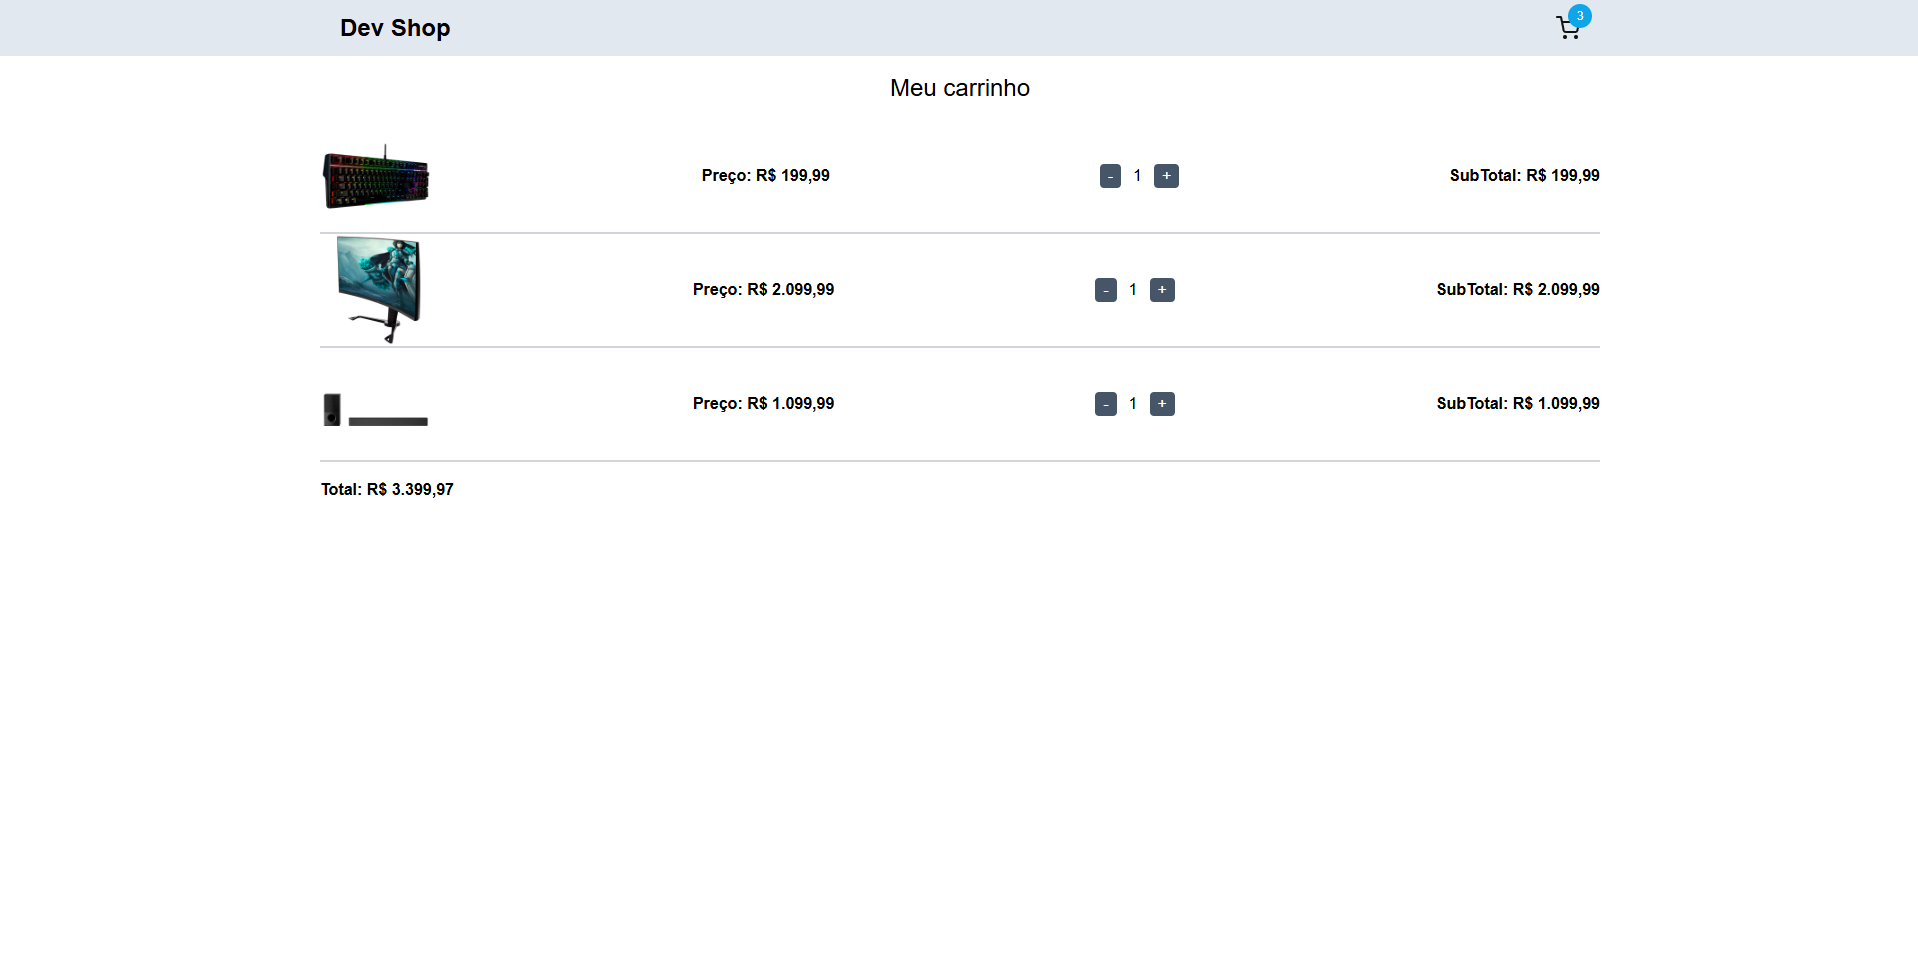 Dev Shop
3
Meu carrinho
Preço: R$ 199,99 - 1 + SubTotal: R$ 199,99
Preço: R$ 2.099,99 - 1 + SubTotal: R$ 2.099,99
Preço: R$ 1.099,99 - 1 + SubTotal: R$ 1.099,99
Total: R$ 3.399,97